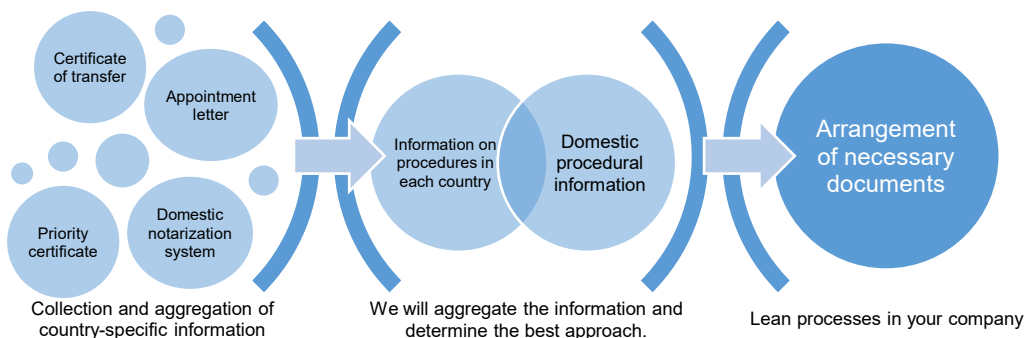 Certificate
of transfer
Appointment
letter
Priority
certificate
Domestic
notarization
system
Information on
procedures in
each country
Domestic
procedural
information
Arrangement
of necessary
documents
Collection and aggregation of
country-specific information
We will aggregate the information and
determine the best approach.
Lean processes in your company